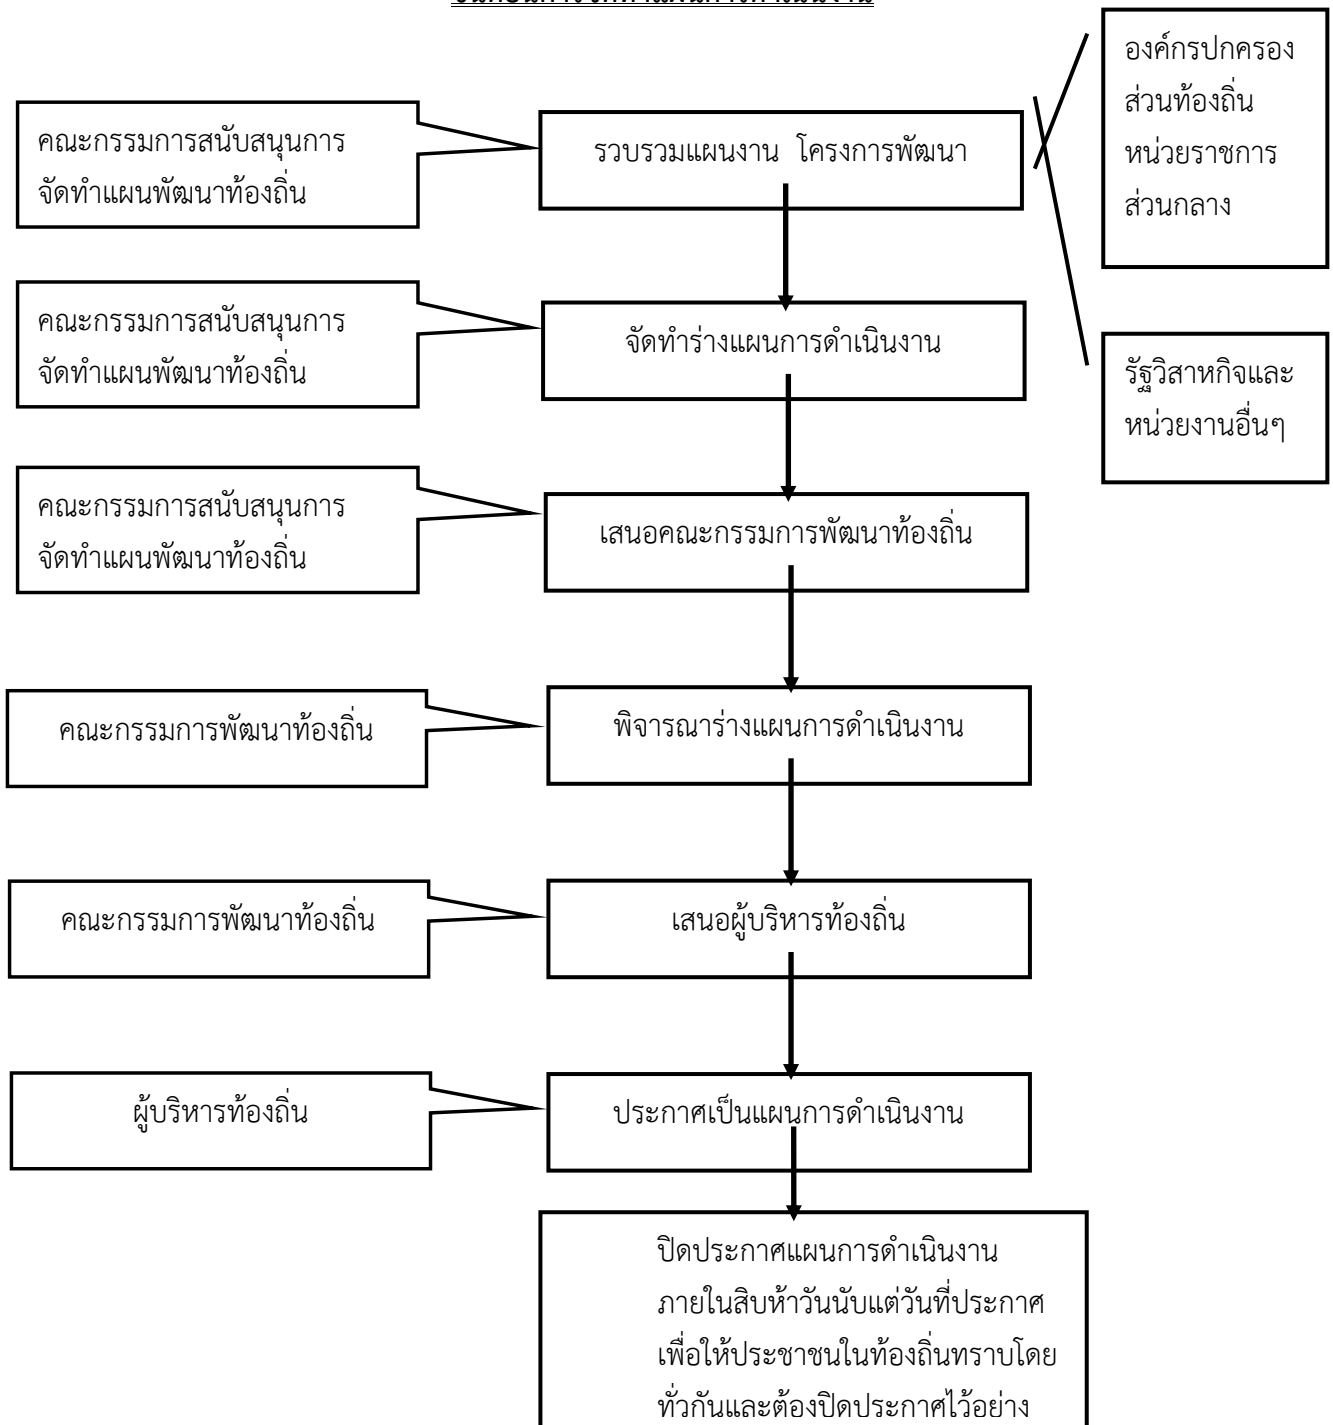 องค์กรปกครอง
ส่วนท้องถิ่น
หน่วยราชการ
ส่วนกลาง
คณะกรรมการสนับสนุนการ
จัดทำแผนพัฒนาท้องถิ่น
รวบรวมแผนงาน โครงการพัฒนา
คณะกรรมการสนับสนุนการ
จัดทำแผนพัฒนาท้องถิ่น
จัดทำร่างแผนการดำเนินงาน
รัฐวิสาหกิจและ
หน่วยงานอื่นๆ
คณะกรรมการสนับสนุนการ
จัดทำแผนพัฒนาท้องถิ่น
เสนอคณะกรรมการพัฒนาท้องถิ่น
คณะกรรมการพัฒนาท้องถิ่น
พิจารณาร่างแผนการดำเนินงาน
คณะกรรมการพัฒนาท้องถิ่น
เสนอผู้บริหารท้องถิ่น
ผู้บริหารท้องถิ่น
ประกาศเป็นแผนการดำเนินงาน
ปิดประกาศแผนการดำเนินงาน
ภายในสิบห้าวันนับแต่วันที่ประกาศ
เพื่อให้ประชาชนในท้องถิ่นทราบโดย
ทั่วกันและต้องปิดประกาศไว้อย่าง